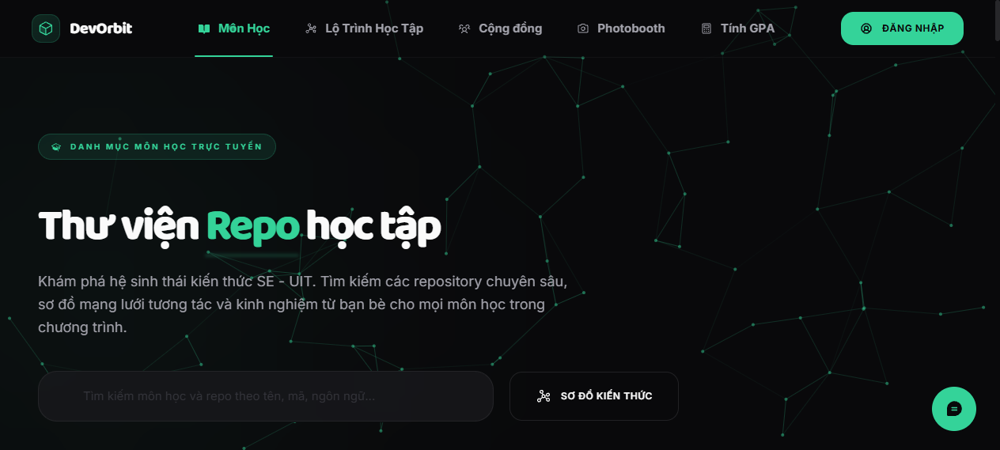 DevOrbit
Môn Học
Lộ Trình Học Tập
Cộng đồng
Photobooth
Tính GPA
ĐĂNG NHẬP
DANH MỤC MÔN HỌC TRỰC TUYẾN
Thư viện Repo học tập
Khám phá hệ sinh thái kiến thức SE - UIT. Tìm kiếm các repository chuyên sâu,
sơ đồ mạng lưới tương tác và kinh nghiệm từ bạn bè cho mọi môn học trong
chương trình.
Tìm kiếm môn học và repo theo tên, mã, ngôn ngữ...
SƠ ĐỒ KIẾN THỨC